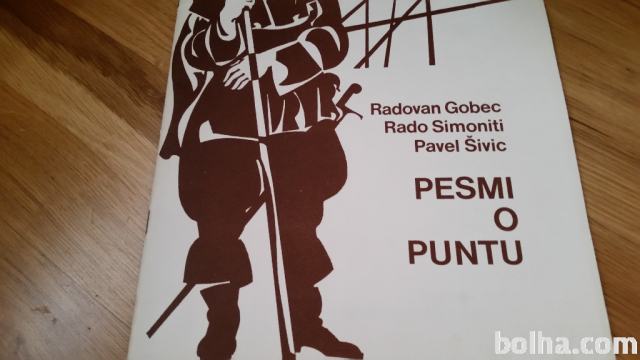 Radovan Gobec
Rado Simoniti
Pavel Šivic
PESMI
O
PUNTU
bolha.com